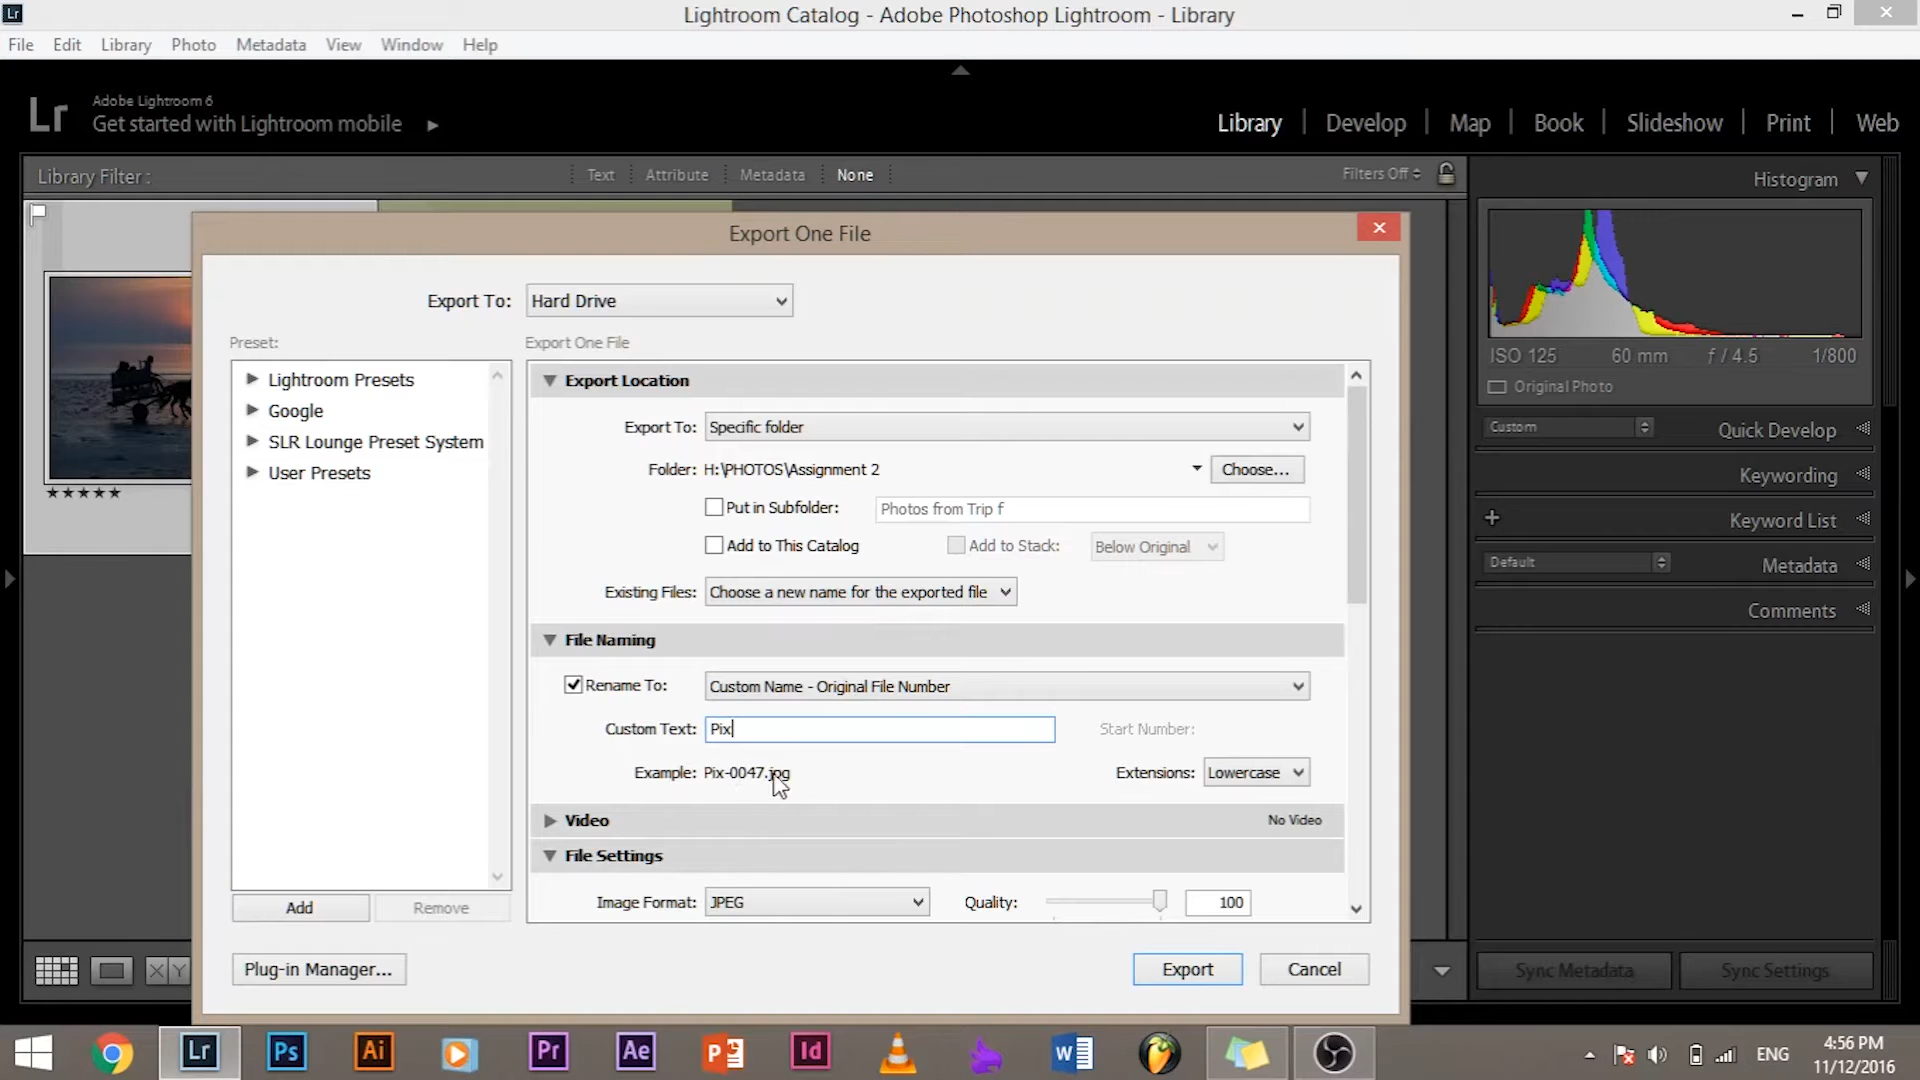 Lr
Lightroom Catalog - Adobe Photoshop Lightroom - Library
File Edit Library Photo Metadata View Window Help
Lr
Adobe Lightroom 6
Get started with Lightroom mobile
Library Develop Map Book Slideshow Print Web
Library Filter :
Text Attribute Metadata None
Filters Off
Histogram
ISO 125 60 mm f / 4.5 1/800
Original Photo
Custom
Quick Develop
Keywording
Keyword List
Default
Metadata
Comments
Sync Metadata
Sync Settings
Export One File
Export To: Hard Drive
Preset:
Lightroom Presets
Google
SLR Lounge Preset System
User Presets
Add Remove
Plug-in Manager...
Export One File
Export Location
Export To: Specific folder
Folder: H:\PHOTOS\Assignment 2 Choose...
Put in Subfolder: Photos from Trip f
Add to This Catalog Add to Stack: Below Original
Existing Files: Choose a new name for the exported file
File Naming
Rename To: Custom Name - Original File Number
Custom Text: Pix Start Number:
Example: Pix-0047.jpg Extensions: Lowercase
Video No Video
File Settings
Image Format: JPEG Quality: 100
Export Cancel
X Y
Lr Ps Ai Pr Ae P Id W
ENG
4:56 PM
11/12/2016